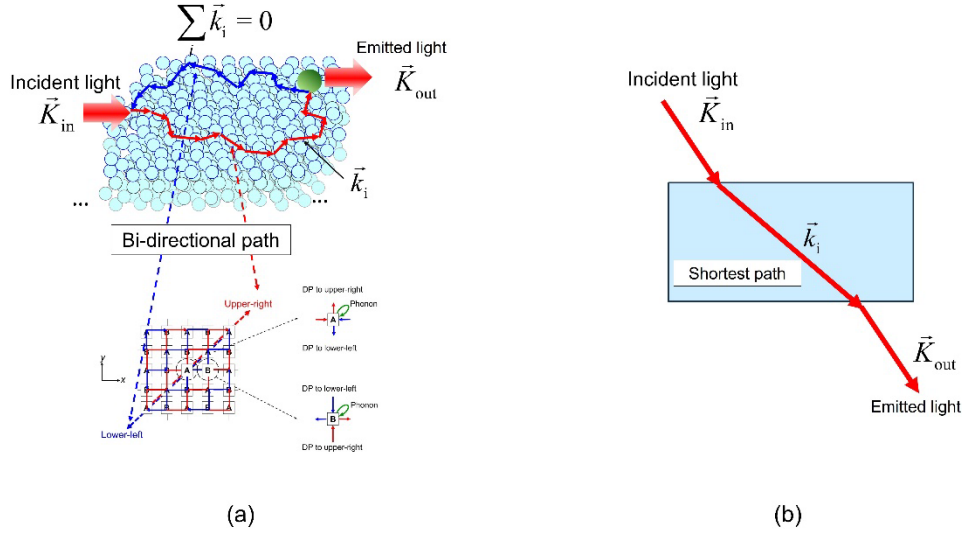 ∑ᵢ k⃗ᵢ = 0
Incident light
K⃗in
Emitted light
K⃗out
k⃗ᵢ
...
...
Bi-directional path
Upper-right
Lower-left
y
x
A B A B A
B A B A B
A B A B A
B A B A B
A B A B A
DP to upper-right
Phonon
A
DP to lower-left
DP to lower-left
Phonon
B
DP to upper-right
(a)
Incident light
K⃗in
k⃗ᵢ
Shortest path
K⃗out
Emitted light
(b)